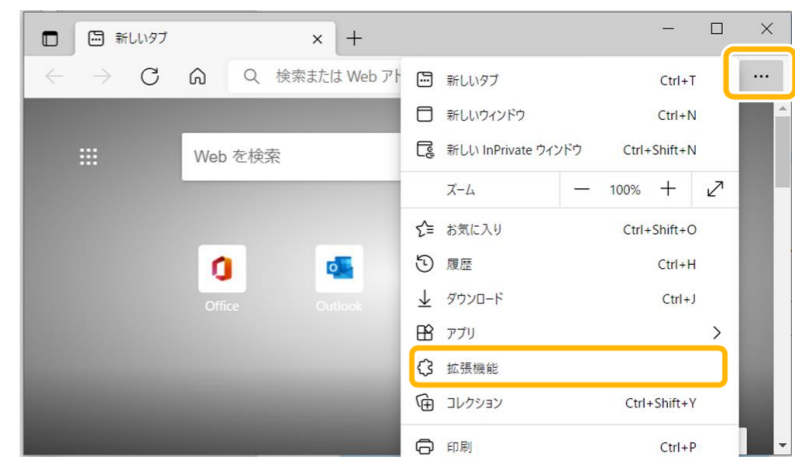 新しいタブ
検索または Web アド
Web を検索
Office
Outlook
新しいタブ Ctrl+T
新しいウィンドウ Ctrl+N
新しい InPrivate ウィンドウ Ctrl+Shift+N
ズーム 100%
お気に入り Ctrl+Shift+O
履歴 Ctrl+H
ダウンロード Ctrl+J
アプリ
拡張機能
コレクション Ctrl+Shift+Y
印刷 Ctrl+P